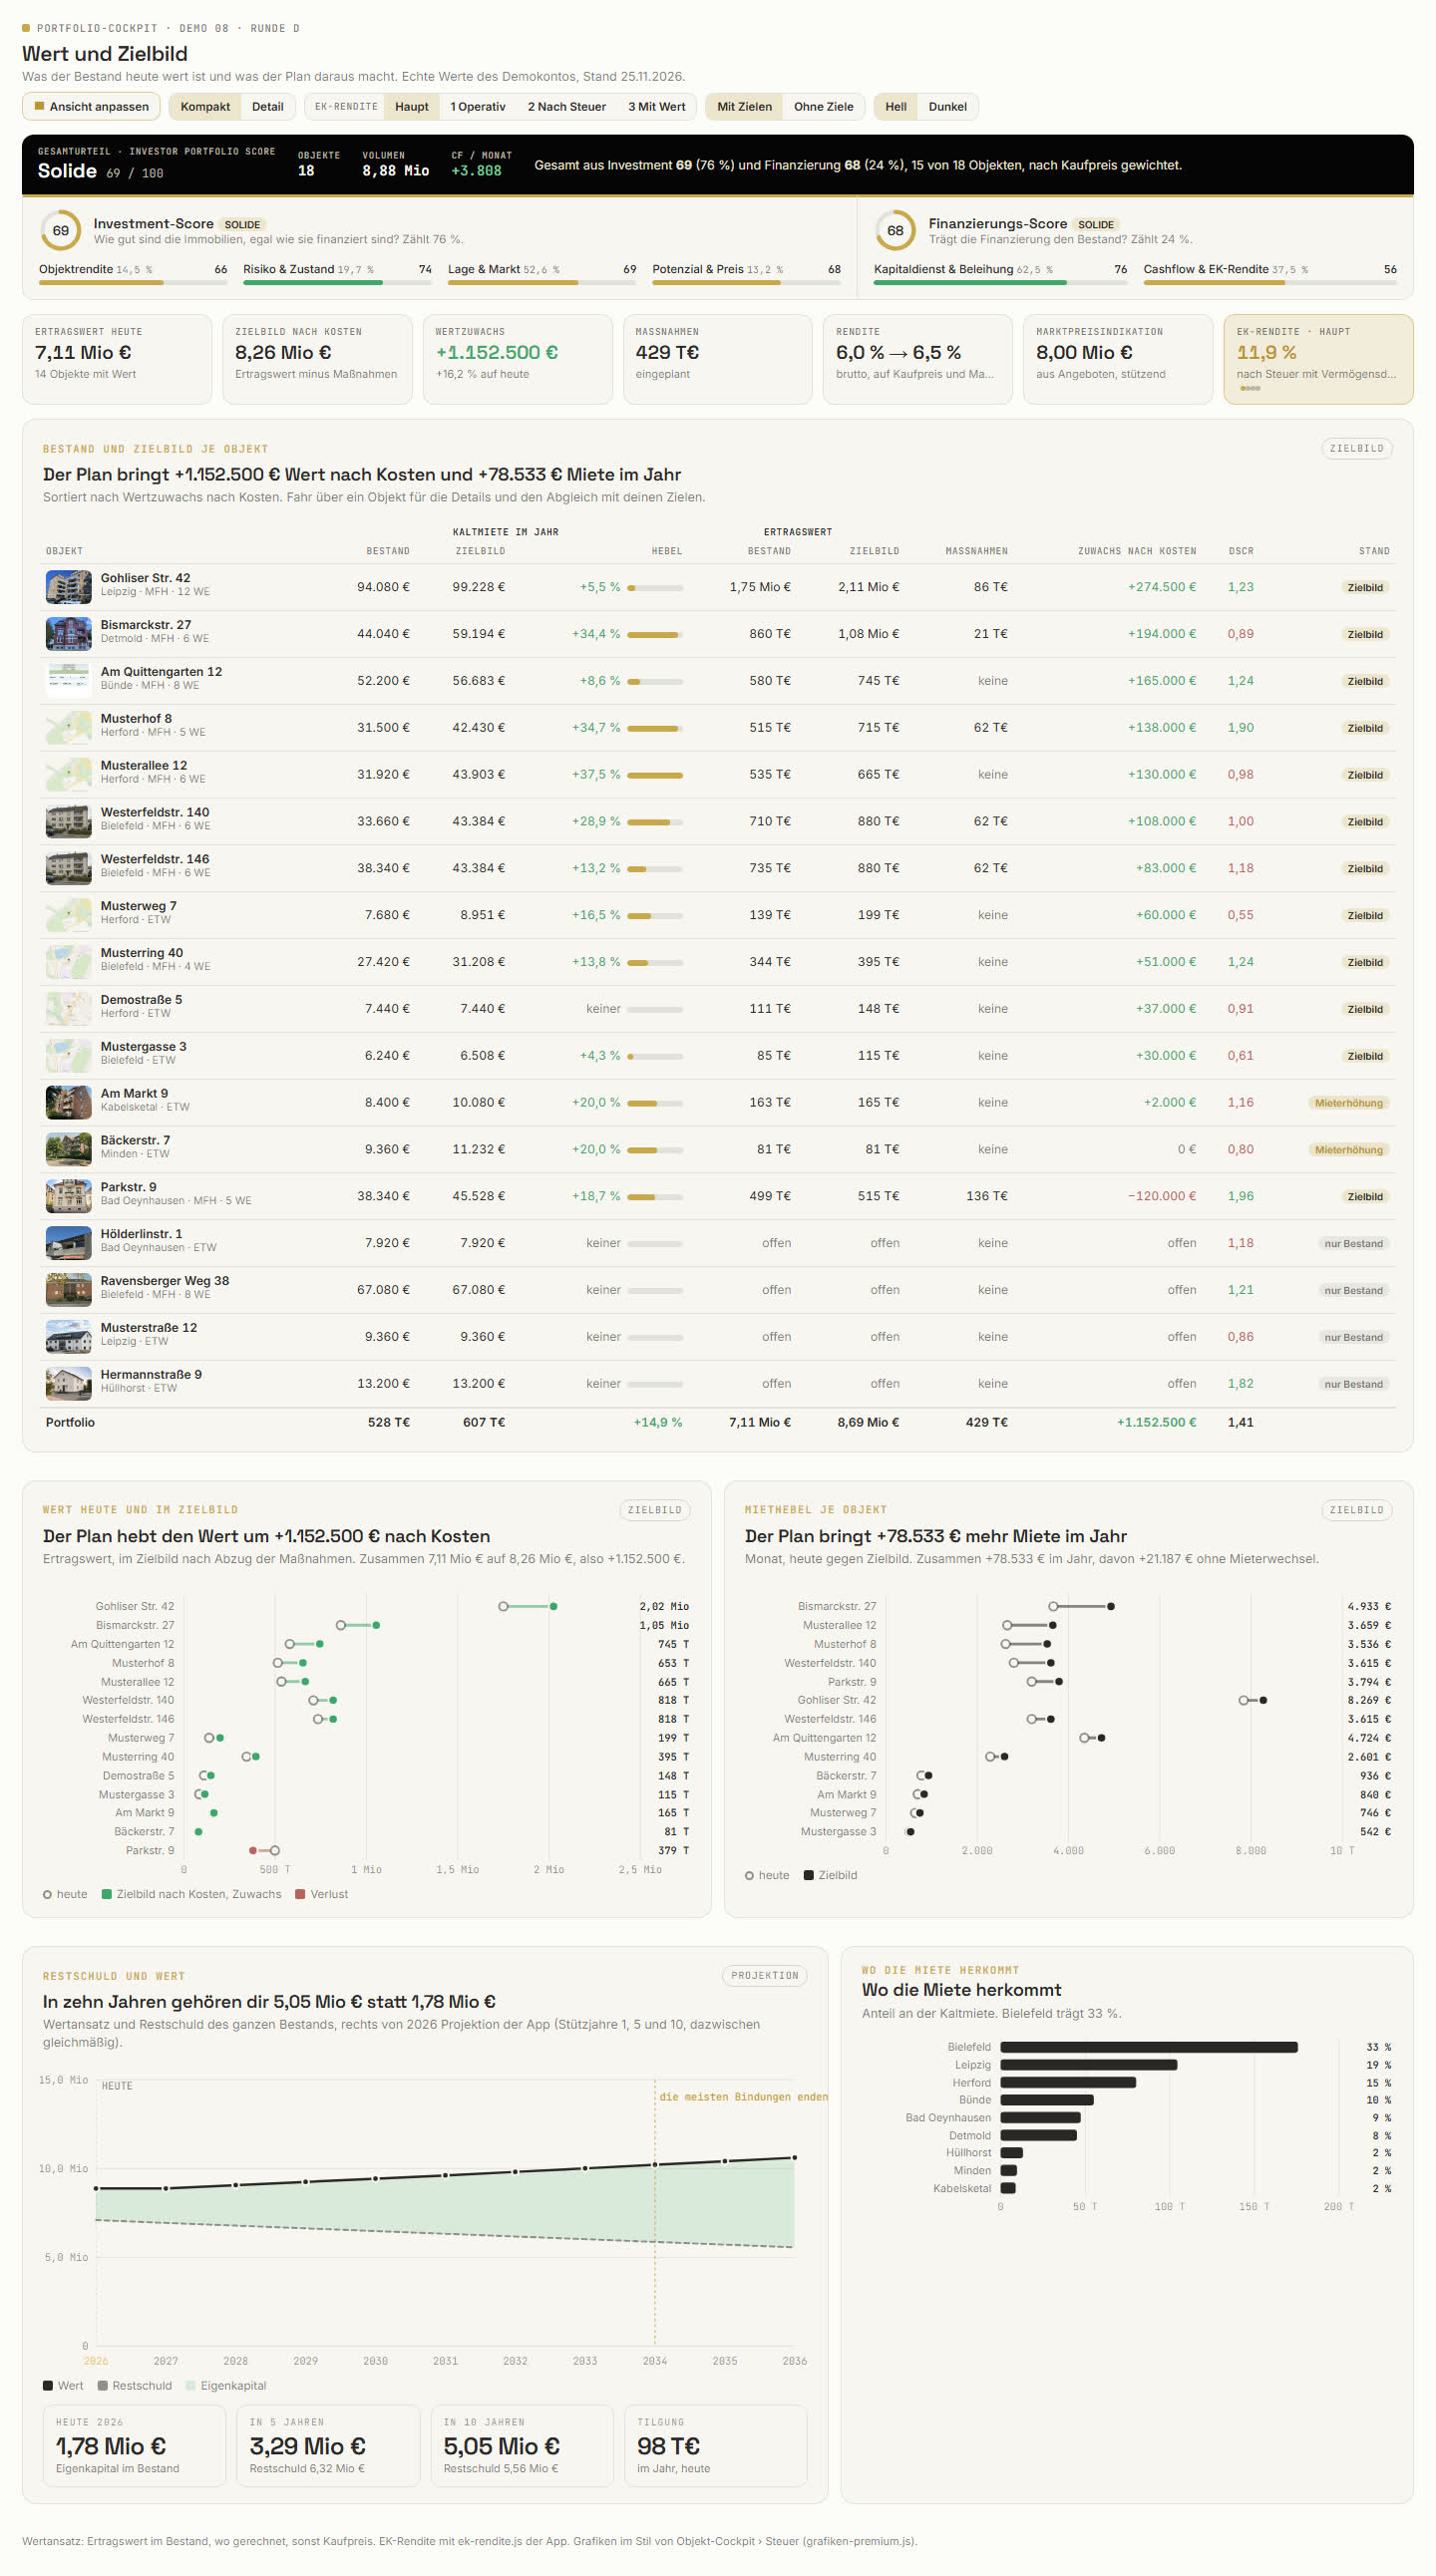 PORTFOLIO-COCKPIT · DEMO 08 · RUNDE D
Wert und Zielbild
Was der Bestand heute wert ist und was der Plan daraus macht. Echte Werte des Demokontos, Stand 25.11.2026.
Ansicht anpassen Kompakt Detail EK-RENDITE Haupt 1 Operativ 2 Nach Steuer 3 Mit Wert Mit Zielen Ohne Ziele Hell Dunkel
GESAMTURTEIL · INVESTOR PORTFOLIO SCORE OBJEKTE VOLUMEN CF / MONAT
Solide 69 / 100 18 8,88 Mio +3.808 Gesamt aus Investment 69 (76 %) und Finanzierung 68 (24 %), 15 von 18 Objekten, nach Kaufpreis gewichtet.
69 Investment-Score SOLIDE
Wie gut sind die Immobilien, egal wie sie finanziert sind? Zählt 76 %.
Objektrendite 14,5 % 66 Risiko & Zustand 19,7 % 74 Lage & Markt 52,6 % 69 Potenzial & Preis 13,2 % 68
68 Finanzierungs-Score SOLIDE
Trägt die Finanzierung den Bestand? Zählt 24 %.
Kapitaldienst & Beleihung 62,5 % 76 Cashflow & EK-Rendite 37,5 % 56
ERTRAGSWERT HEUTE
7,11 Mio €
14 Objekte mit Wert
ZIELBILD NACH KOSTEN
8,26 Mio €
Ertragswert minus Maßnahmen
WERTZUWACHS
+1.152.500 €
+16,2 % auf heute
MASSNAHMEN
429 T€
eingeplant
RENDITE
6,0 % → 6,5 %
brutto, auf Kaufpreis und Ma...
MARKTPREISINDIKATION
8,00 Mio €
aus Angeboten, stützend
EK-RENDITE · HAUPT
11,9 %
nach Steuer mit Vermögensd...
BESTAND UND ZIELBILD JE OBJEKT ZIELBILD
Der Plan bringt +1.152.500 € Wert nach Kosten und +78.533 € Miete im Jahr
Sortiert nach Wertzuwachs nach Kosten. Fahr über ein Objekt für die Details und den Abgleich mit deinen Zielen.
KALTMIETE IM JAHR ERTRAGSWERT
OBJEKT BESTAND ZIELBILD HEBEL BESTAND ZIELBILD MASSNAHMEN ZUWACHS NACH KOSTEN DSCR STAND
Gohliser Str. 42 94.080 € 99.228 € +5,5 % 1,75 Mio € 2,11 Mio € 86 T€ +274.500 € 1,23 Zielbild
Leipzig · MFH · 12 WE
Bismarckstr. 27 44.040 € 59.194 € +34,4 % 860 T€ 1,08 Mio € 21 T€ +194.000 € 0,89 Zielbild
Detmold · MFH · 6 WE
Am Quittengarten 12 52.200 € 56.683 € +8,6 % 580 T€ 745 T€ keine +165.000 € 1,24 Zielbild
Bünde · MFH · 8 WE
Musterhof 8 31.500 € 42.430 € +34,7 % 515 T€ 715 T€ 62 T€ +138.000 € 1,90 Zielbild
Herford · MFH · 5 WE
Musterallee 12 31.920 € 43.903 € +37,5 % 535 T€ 665 T€ keine +130.000 € 0,98 Zielbild
Herford · MFH · 6 WE
Westerfeldstr. 140 33.660 € 43.384 € +28,9 % 710 T€ 880 T€ 62 T€ +108.000 € 1,00 Zielbild
Bielefeld · MFH · 6 WE
Westerfeldstr. 146 38.340 € 43.384 € +13,2 % 735 T€ 880 T€ 62 T€ +83.000 € 1,18 Zielbild
Bielefeld · MFH · 6 WE
Musterweg 7 7.680 € 8.951 € +16,5 % 139 T€ 199 T€ keine +60.000 € 0,55 Zielbild
Herford · ETW
Musterring 40 27.420 € 31.208 € +13,8 % 344 T€ 395 T€ keine +51.000 € 1,24 Zielbild
Bielefeld · MFH · 4 WE
Demostraße 5 7.440 € 7.440 € keiner 111 T€ 148 T€ keine +37.000 € 0,91 Zielbild
Herford · ETW
Mustergasse 3 6.240 € 6.508 € +4,3 % 85 T€ 115 T€ keine +30.000 € 0,61 Zielbild
Bielefeld · ETW
Am Markt 9 8.400 € 10.080 € +20,0 % 163 T€ 165 T€ keine +2.000 € 1,16 Mieterhöhung
Kabelsketal · ETW
Bäckerstr. 7 9.360 € 11.232 € +20,0 % 81 T€ 81 T€ keine 0 € 0,80 Mieterhöhung
Minden · ETW
Parkstr. 9 38.340 € 45.528 € +18,7 % 499 T€ 515 T€ 136 T€ −120.000 € 1,96 Zielbild
Bad Oeynhausen · MFH · 5 WE
Hölderlinstr. 1 7.920 € 7.920 € keiner offen offen keine offen 1,18 nur Bestand
Bad Oeynhausen · ETW
Ravensberger Weg 38 67.080 € 67.080 € keiner offen offen keine offen 1,21 nur Bestand
Bielefeld · MFH · 8 WE
Musterstraße 12 9.360 € 9.360 € keiner offen offen keine offen 0,86 nur Bestand
Leipzig · ETW
Hermannstraße 9 13.200 € 13.200 € keiner offen offen keine offen 1,82 nur Bestand
Hüllhorst · ETW
Portfolio 528 T€ 607 T€ +14,9 % 7,11 Mio € 8,69 Mio € 429 T€ +1.152.500 € 1,41
WERT HEUTE UND IM ZIELBILD ZIELBILD
Der Plan hebt den Wert um +1.152.500 € nach Kosten
Ertragswert, im Zielbild nach Abzug der Maßnahmen. Zusammen 7,11 Mio € auf 8,26 Mio €, also +1.152.500 €.
Gohliser Str. 42 2,02 Mio
Bismarckstr. 27 1,05 Mio
Am Quittengarten 12 745 T
Musterhof 8 653 T
Musterallee 12 665 T
Westerfeldstr. 140 818 T
Westerfeldstr. 146 818 T
Musterweg 7 199 T
Musterring 40 395 T
Demostraße 5 148 T
Mustergasse 3 115 T
Am Markt 9 165 T
Bäckerstr. 7 81 T
Parkstr. 9 379 T
0 500 T 1 Mio 1,5 Mio 2 Mio 2,5 Mio
heute Zielbild nach Kosten, Zuwachs Verlust
MIETHEBEL JE OBJEKT ZIELBILD
Der Plan bringt +78.533 € mehr Miete im Jahr
Monat, heute gegen Zielbild. Zusammen +78.533 € im Jahr, davon +21.187 € ohne Mieterwechsel.
Bismarckstr. 27 4.933 €
Musterallee 12 3.659 €
Musterhof 8 3.536 €
Westerfeldstr. 140 3.615 €
Parkstr. 9 3.794 €
Gohliser Str. 42 8.269 €
Westerfeldstr. 146 3.615 €
Am Quittengarten 12 4.724 €
Musterring 40 2.601 €
Bäckerstr. 7 936 €
Am Markt 9 840 €
Musterweg 7 746 €
Mustergasse 3 542 €
0 2.000 4.000 6.000 8.000 10 T
heute Zielbild
RESTSCHULD UND WERT PROJEKTION
In zehn Jahren gehören dir 5,05 Mio € statt 1,78 Mio €
Wertansatz und Restschuld des ganzen Bestands, rechts von 2026 Projektion der App (Stützjahre 1, 5 und 10, dazwischen
gleichmäßig).
15,0 Mio HEUTE
die meisten Bindungen enden
10,0 Mio
5,0 Mio
0
2026 2027 2028 2029 2030 2031 2032 2033 2034 2035 2036
Wert Restschuld Eigenkapital
HEUTE 2026
1,78 Mio €
Eigenkapital im Bestand
IN 5 JAHREN
3,29 Mio €
Restschuld 6,32 Mio €
IN 10 JAHREN
5,05 Mio €
Restschuld 5,56 Mio €
TILGUNG
98 T€
im Jahr, heute
WO DIE MIETE HERKOMMT
Wo die Miete herkommt
Anteil an der Kaltmiete. Bielefeld trägt 33 %.
Bielefeld 33 %
Leipzig 19 %
Herford 15 %
Bünde 10 %
Bad Oeynhausen 9 %
Detmold 8 %
Hüllhorst 2 %
Minden 2 %
Kabelsketal 2 %
0 50 T 100 T 150 T 200 T
Wertansatz: Ertragswert im Bestand, wo gerechnet, sonst Kaufpreis. EK-Rendite mit ek-rendite.js der App. Grafiken im Stil von Objekt-Cockpit › Steuer (grafiken-premium.js).